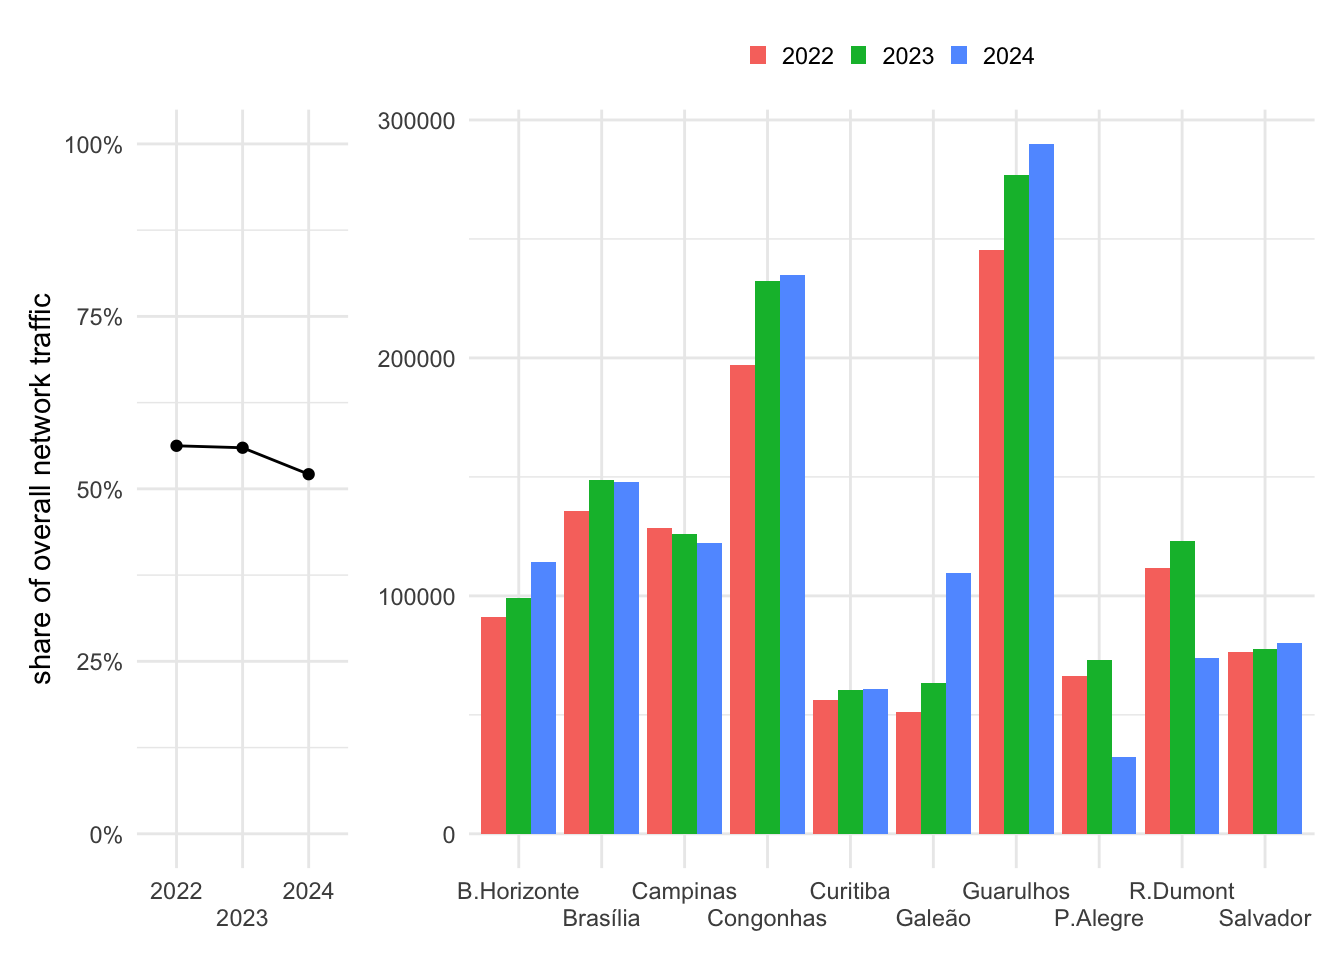 2022 2023 2024
share of overall network traffic
100%
75%
50%
25%
0%
2022 2024
2023
300000
200000
100000
0
B.Horizonte Campinas Curitiba Guarulhos R.Dumont
Brasília Congonhas Galeão P.Alegre Salvador